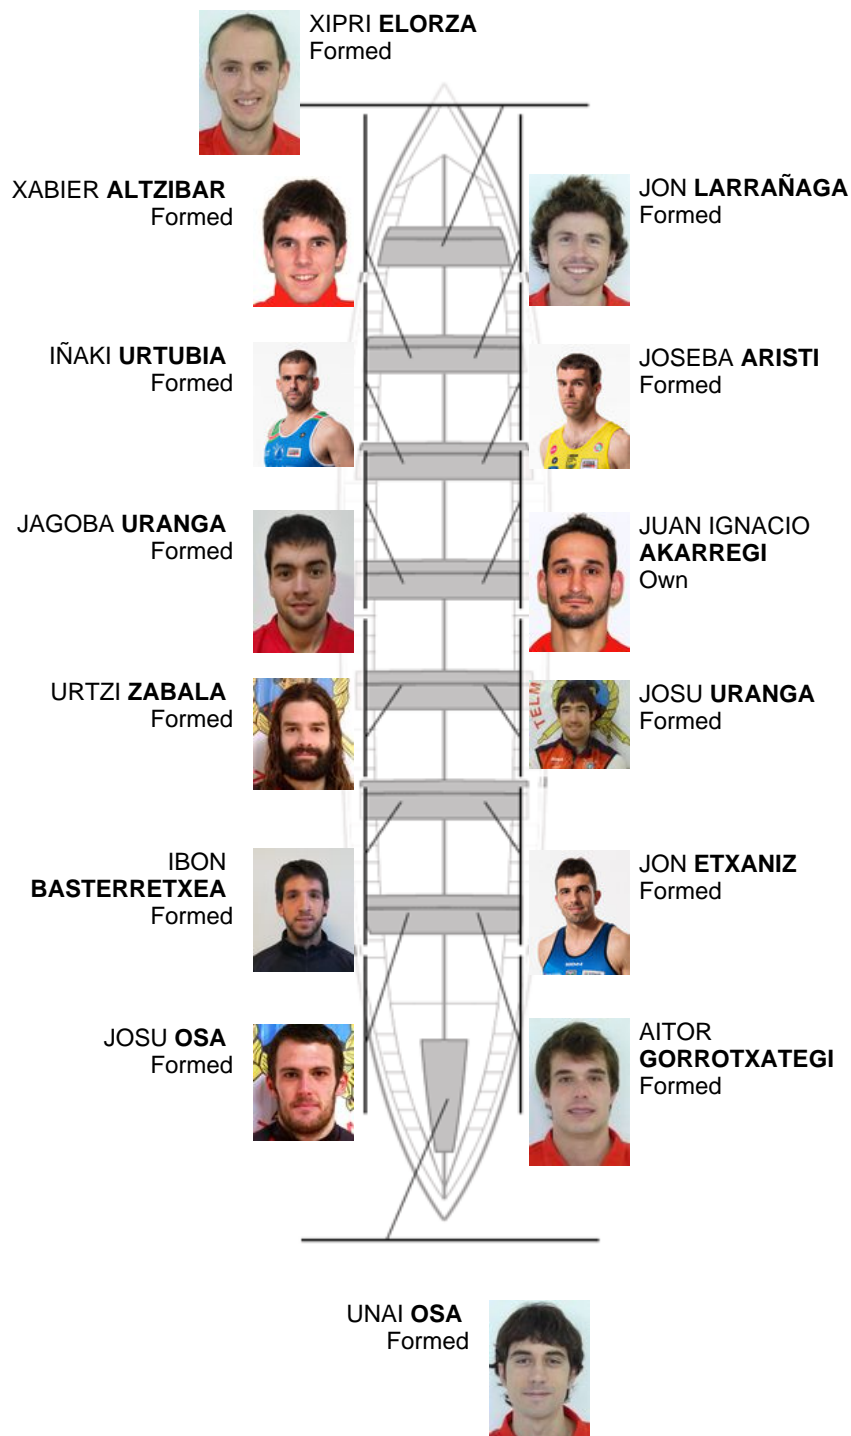 XIPRI ELORZA
Formed
XABIER ALTZIBAR
Formed
JON LARRAÑAGA
Formed
IÑAKI URTUBIA
Formed
JOSEBA ARISTI
Formed
JAGOBA URANGA
Formed
JUAN IGNACIO
AKARREGI
Own
URTZI ZABALA
Formed
TELM
JOSU URANGA
Formed
IBON
BASTERRETXEA
Formed
JON ETXANIZ
Formed
JOSU OSA
Formed
AITOR
GORROTXATEGI
Formed
UNAI OSA
Formed